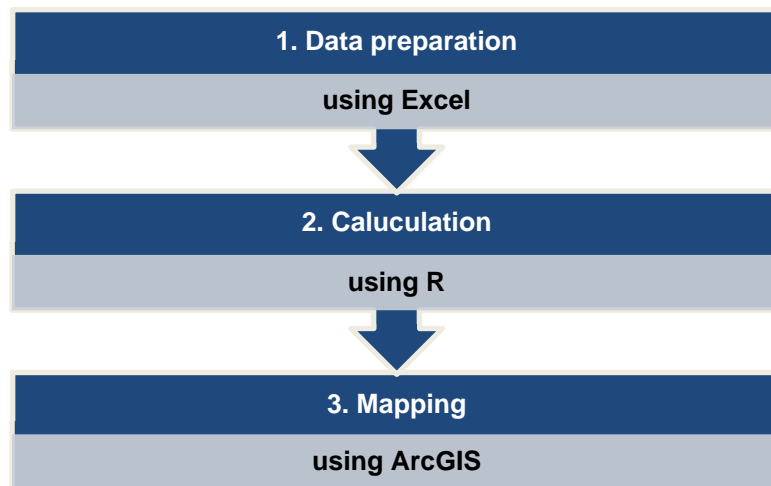 1. Data preparation
using Excel
2. Caluculation
using R
3. Mapping
using ArcGIS